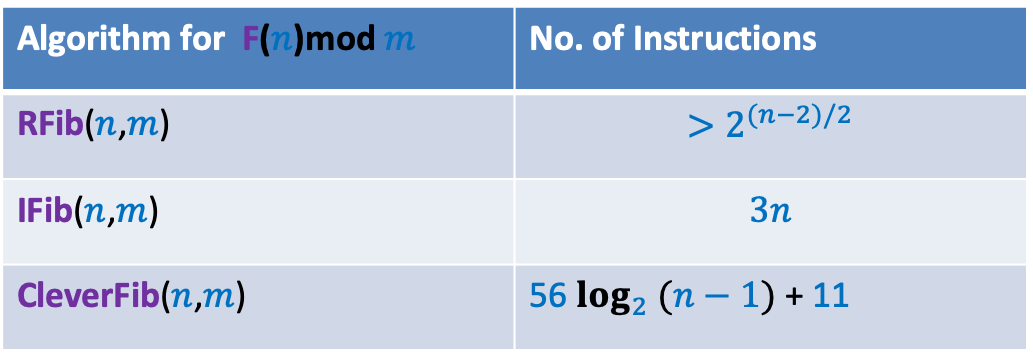 Algorithm for F(n)mod m No. of Instructions
RFib(n,m) > 2^{(n−2)/2}
IFib(n,m) 3n
CleverFib(n,m) 56 log₂ (n − 1) + 11